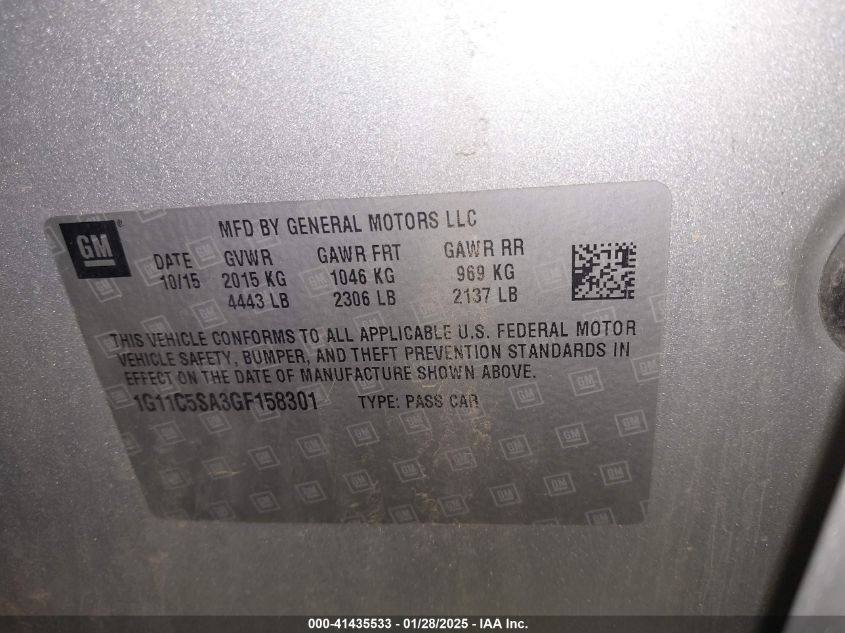 GM
MFD BY GENERAL MOTORS LLC
DATE GVWR GAWR FRT GAWR RR
10/15 2015 KG 1046 KG 969 KG
4443 LB 2306 LB 2137 LB
THIS VEHICLE CONFORMS TO ALL APPLICABLE U.S. FEDERAL MOTOR
VEHICLE SAFETY, BUMPER, AND THEFT PREVENTION STANDARDS IN
EFFECT ON THE DATE OF MANUFACTURE SHOWN ABOVE.
1G11C5SA3GF158301 TYPE: PASS CAR
000-41435533 - 01/28/2025 - IAA Inc.